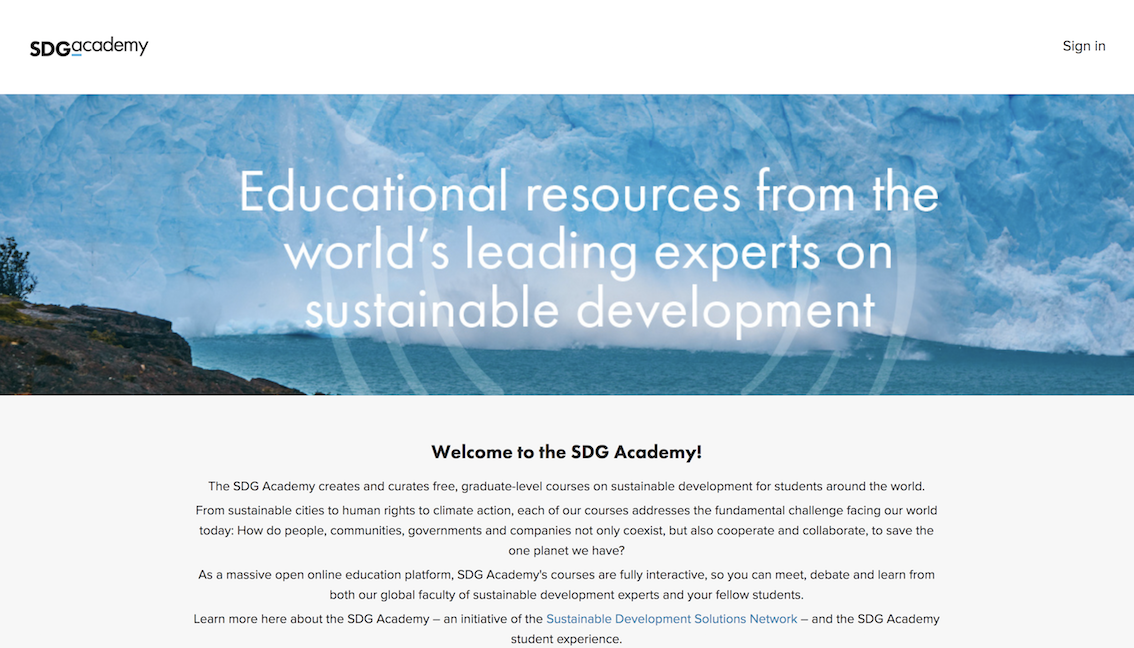 SDGacademy
Sign in
Educational resources from the
world’s leading experts on
sustainable development
Welcome to the SDG Academy!
The SDG Academy creates and curates free, graduate-level courses on sustainable development for students around the world.
From sustainable cities to human rights to climate action, each of our courses addresses the fundamental challenge facing our world
today: How do people, communities, governments and companies not only coexist, but also cooperate and collaborate, to save the
one planet we have?
As a massive open online education platform, SDG Academy's courses are fully interactive, so you can meet, debate and learn from
both our global faculty of sustainable development experts and your fellow students.
Learn more here about the SDG Academy – an initiative of the Sustainable Development Solutions Network – and the SDG Academy
student experience.